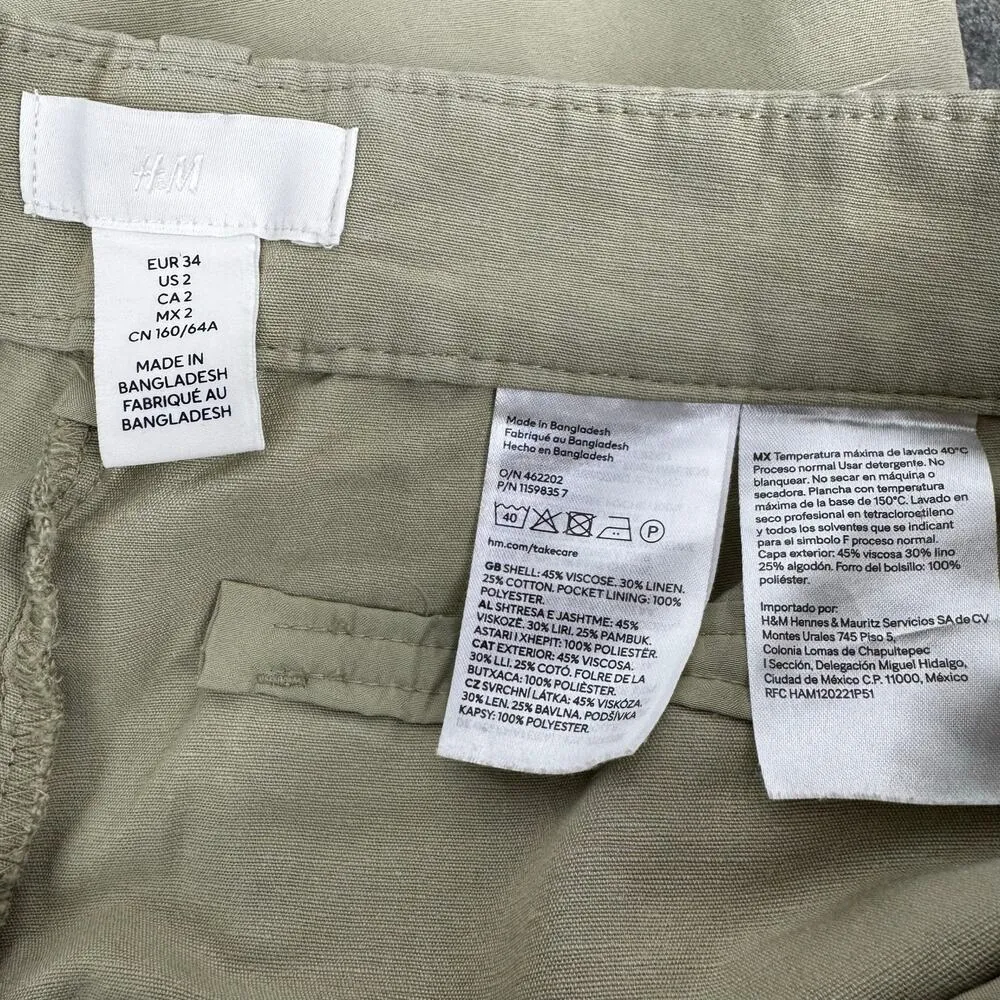 H&M
EUR 34
US 2
CA 2
MX 2
CN 160/64A
MADE IN
BANGLADESH
FABRIQUÉ AU
BANGLADESH
Made in Bangladesh
Fabriqué au Bangladesh
Hecho en Bangladesh
O/N 462202
P/N 1159835 7
40
P
hm.com/takecare
GB SHELL: 45% VISCOSE. 30% LINEN.
25% COTTON. POCKET LINING: 100%
POLYESTER.
AL SHTRESA E JASHTME: 45%
VISKOZË. 30% LIRI. 25% PAMBUK.
ASTARI I XHEPIT: 100% POLIESTËR.
CAT EXTERIOR: 45% VISCOSA.
30% LLI. 25% COTÓ. FOLRE DE LA
BUTXACA: 100% POLIÈSTER.
CZ SVRCHNÍ LÁTKA: 45% VISKÓZA.
30% LEN. 25% BAVLNA. PODŠÍVKA
KAPSY: 100% POLYESTER.
MX Temperatura máxima de lavado 40°C
Proceso normal Usar detergente. No
blanquear. No secar en máquina o
secadora. Plancha con temperatura
máxima de la base de 150°C. Lavado en
seco profesional en tetracloroctileno
y todos los solventes que se indicant
para el simbolo F proceso normal.
Capa exterior: 45% viscosa 30% lino
25% algodón. Forro del bolsillo: 100%
poliéster.
Importado por:
H&M Hennes & Mauritz Servicios SA de CV
Montes Urales 745 Piso 5,
Colonia Lomas de Chapultepec
I Sección, Delegación Miguel Hidalgo,
Ciudad de México C.P. 11000, México
RFC HAM120221P51